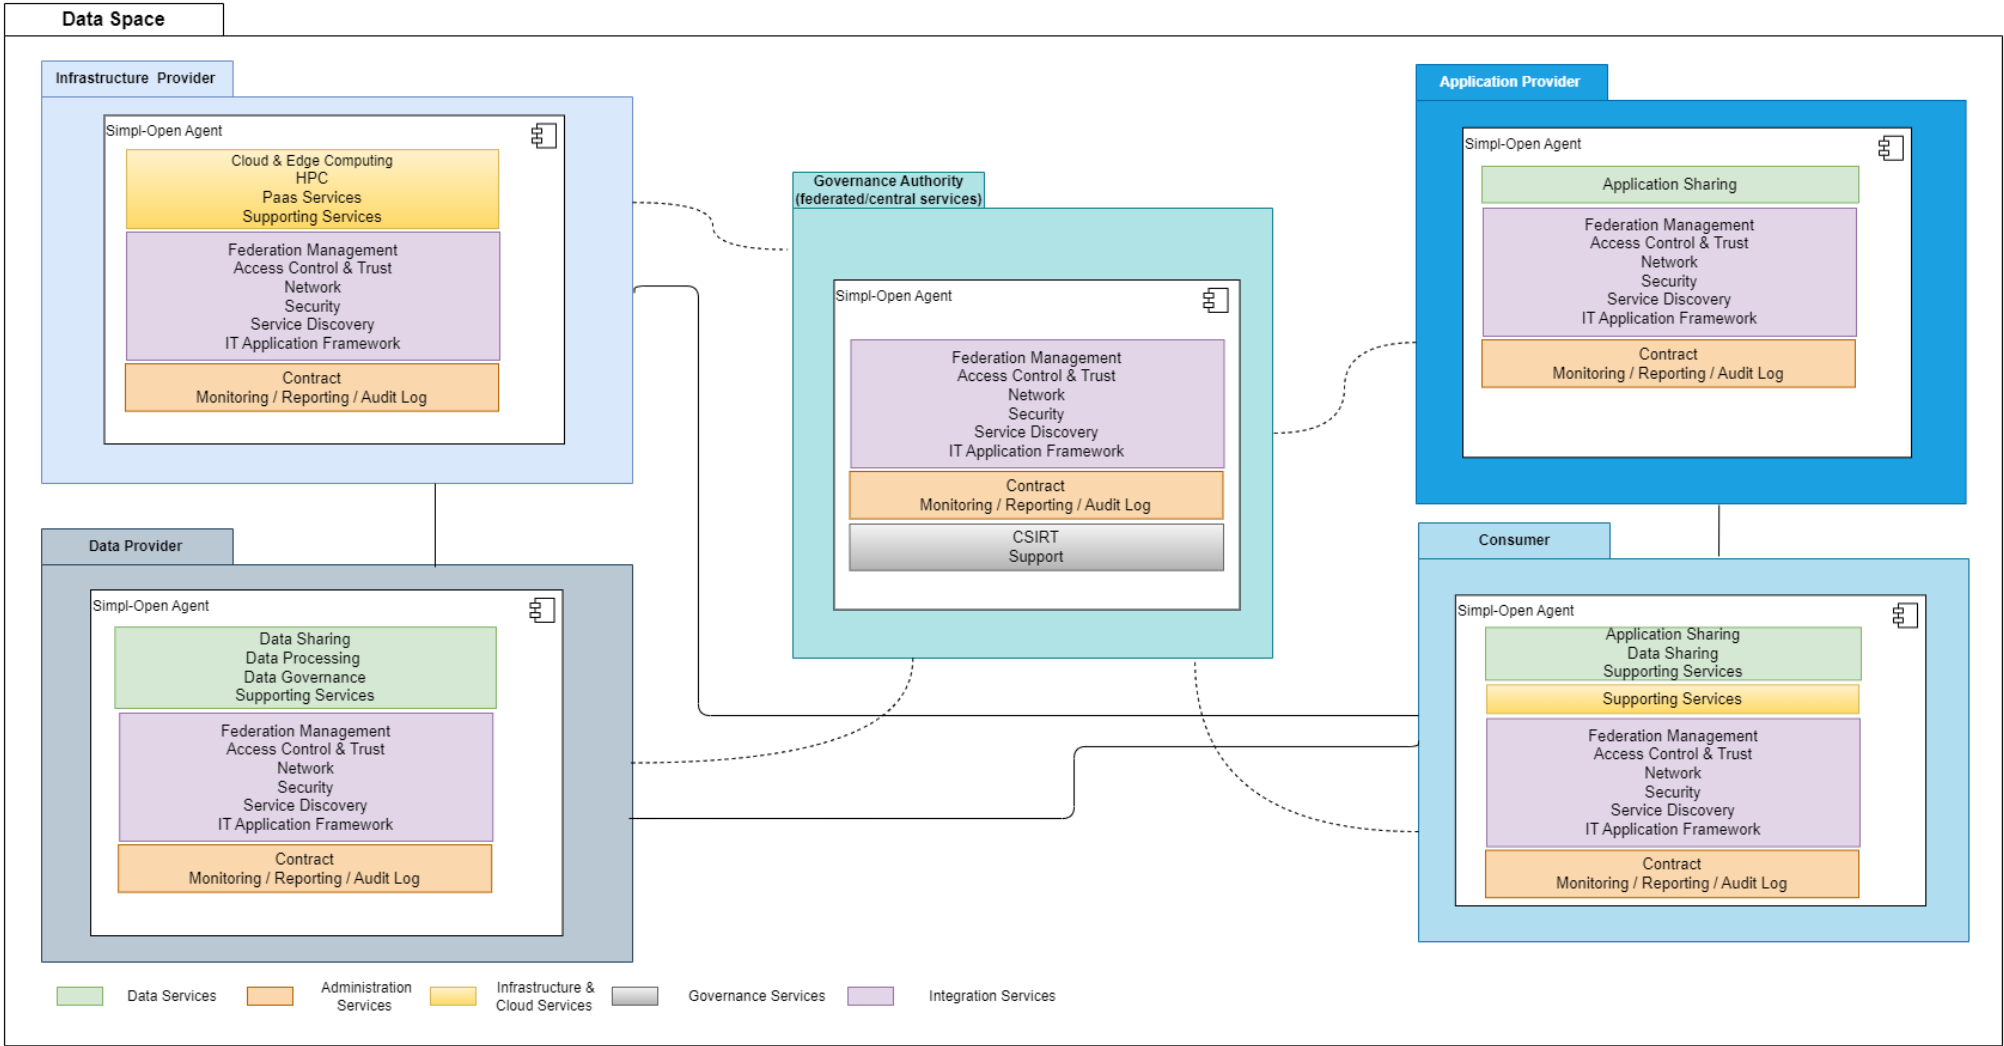 Data Space
Infrastructure Provider
Simpl-Open Agent
Cloud & Edge Computing
HPC
Paas Services
Supporting Services
Federation Management
Access Control & Trust
Network
Security
Service Discovery
IT Application Framework
Contract
Monitoring / Reporting / Audit Log
Governance Authority
(federated/central services)
Simpl-Open Agent
Federation Management
Access Control & Trust
Network
Security
Service Discovery
IT Application Framework
Contract
Monitoring / Reporting / Audit Log
CSIRT
Support
Application Provider
Simpl-Open Agent
Application Sharing
Federation Management
Access Control & Trust
Network
Security
Service Discovery
IT Application Framework
Contract
Monitoring / Reporting / Audit Log
Data Provider
Simpl-Open Agent
Data Sharing
Data Processing
Data Governance
Supporting Services
Federation Management
Access Control & Trust
Network
Security
Service Discovery
IT Application Framework
Contract
Monitoring / Reporting / Audit Log
Consumer
Simpl-Open Agent
Application Sharing
Data Sharing
Supporting Services
Supporting Services
Federation Management
Access Control & Trust
Network
Security
Service Discovery
IT Application Framework
Contract
Monitoring / Reporting / Audit Log
Data Services
Administration
Services
Infrastructure &
Cloud Services
Governance Services
Integration Services